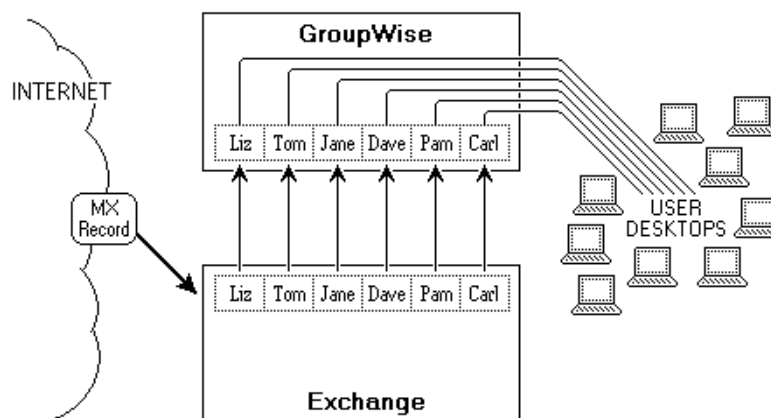 GroupWise
INTERNET
Liz Tom Jane Dave Pam Carl
MX
Record
USER
DESKTOPS
Liz Tom Jane Dave Pam Carl
Exchange